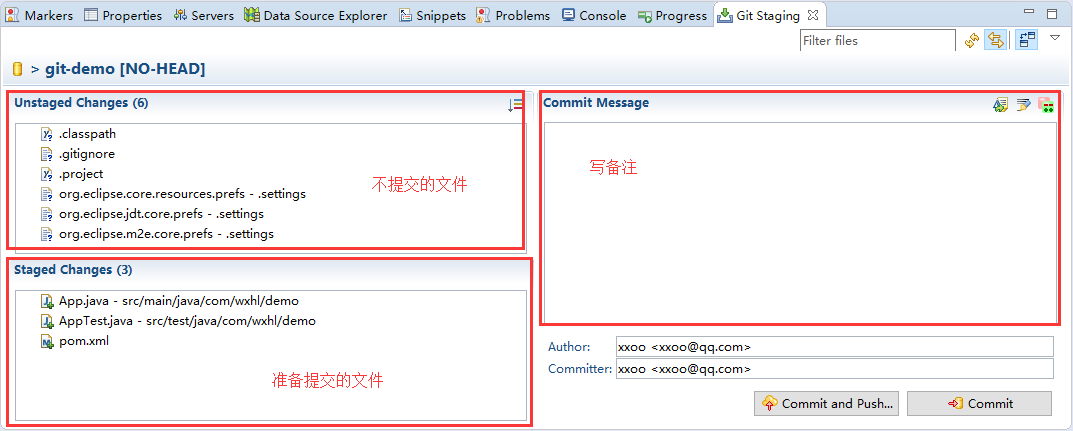 Markers Properties Servers Data Source Explorer Snippets Problems Console Progress Git Staging
Filter files
> git-demo [NO-HEAD]
Unstaged Changes (6)
.classpath
.gitignore
.project
org.eclipse.core.resources.prefs - .settings
org.eclipse.jdt.core.prefs - .settings
org.eclipse.m2e.core.prefs - .settings
不提交的文件
Staged Changes (3)
App.java - src/main/java/com/wxhl/demo
AppTest.java - src/test/java/com/wxhl/demo
pom.xml
准备提交的文件
Commit Message
写备注
Author: xxoo <xxoo@qq.com>
Committer: xxoo <xxoo@qq.com>
Commit and Push... Commit